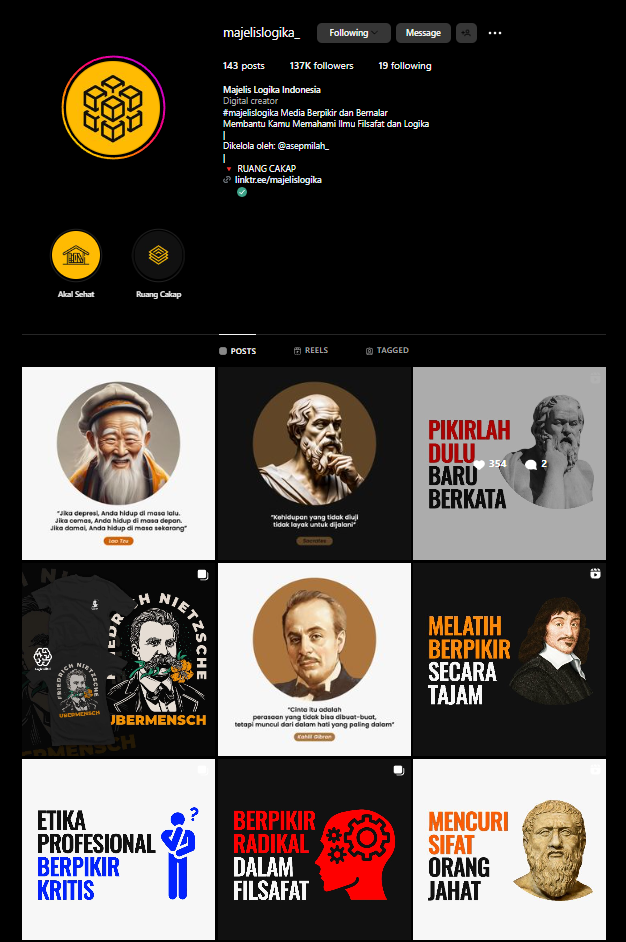 majelislogika_
Following
Message
143 posts
137K followers
19 following
Majelis Logika Indonesia
Digital creator
#majelislogika Media Berpikir dan Bernalar
Membantu Kamu Memahami Ilmu Filsafat dan Logika
|
Dikelola oleh: @asepmilah_
|
RUANG CAKAP
linktr.ee/majelislogika
Akal Sehat
Ruang Cakap
POSTS
REELS
TAGGED
"Jika depresi, Anda hidup di masa lalu.
Jika cemas, Anda hidup di masa depan.
Jika damai, Anda hidup di masa sekarang"
Lao Tzu
"Kehidupan yang tidak diuji
tidak layak untuk dijalani"
Socrates
PIKIRLAH
DULU
BARU
BERKATA
354
2
FRIEDRICH NIETZSCHE
UBERMENSCH
FRIEDRICH NIETZSCHE
UBERMENSCH
"Cinta itu adalah
perasaan yang tidak bisa dibuat-buat,
tetapi muncul dari dalam hati yang paling dalam"
Kahlil Gibran
MELATIH
BERPIKIR
SECARA
TAJAM
ETIKA
PROFESIONAL
BERPIKIR
KRITIS
?
BERPIKIR
RADIKAL
DALAM
FILSAFAT
MENCURI
SIFAT
ORANG
JAHAT